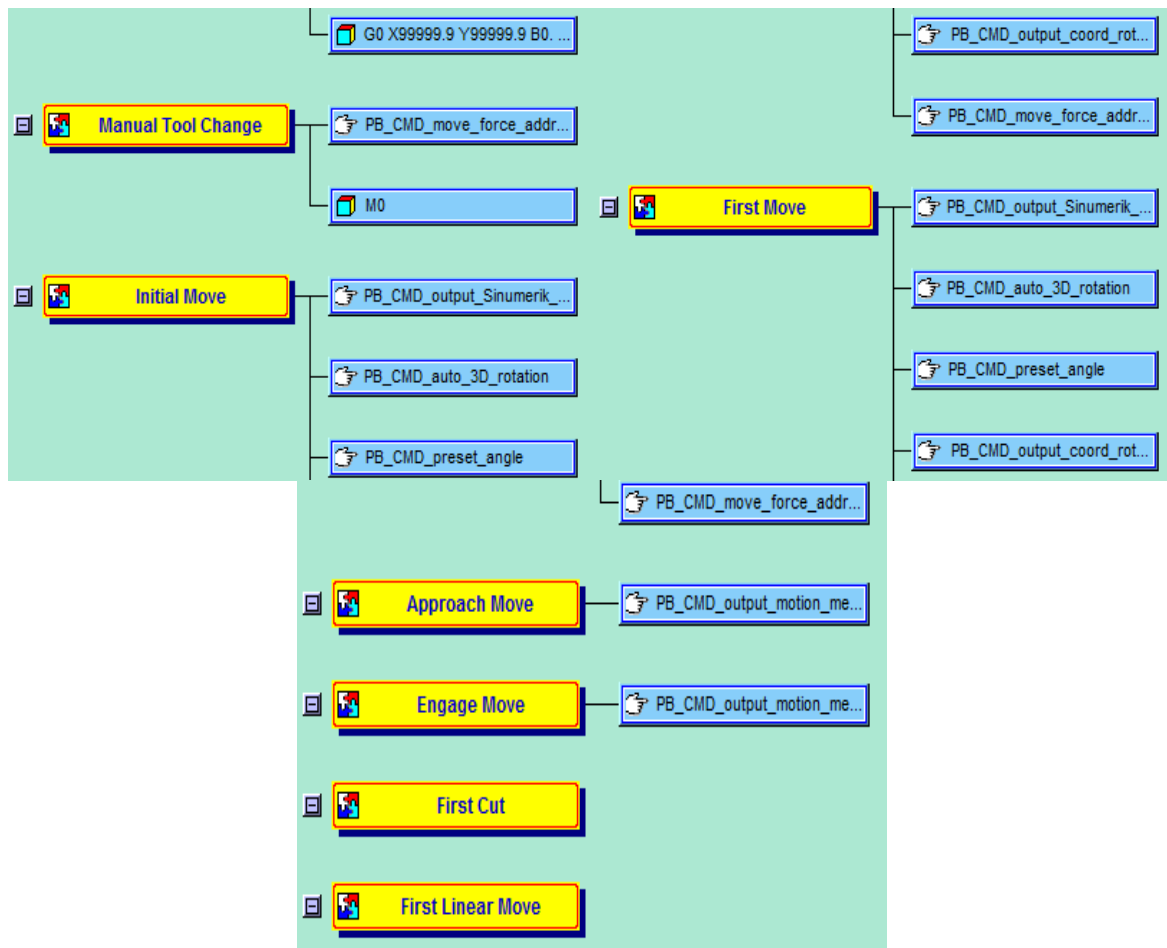 G0 X99999.9 Y99999.9 B0. ...
Manual Tool Change
PB_CMD_move_force_addr...
M0
Initial Move
PB_CMD_output_Sinumerik_...
PB_CMD_auto_3D_rotation
PB_CMD_preset_angle
PB_CMD_output_coord_rot...
PB_CMD_move_force_addr...
First Move
PB_CMD_output_Sinumerik_...
PB_CMD_auto_3D_rotation
PB_CMD_preset_angle
PB_CMD_output_coord_rot...
PB_CMD_move_force_addr...
Approach Move
PB_CMD_output_motion_me...
Engage Move
PB_CMD_output_motion_me...
First Cut
First Linear Move